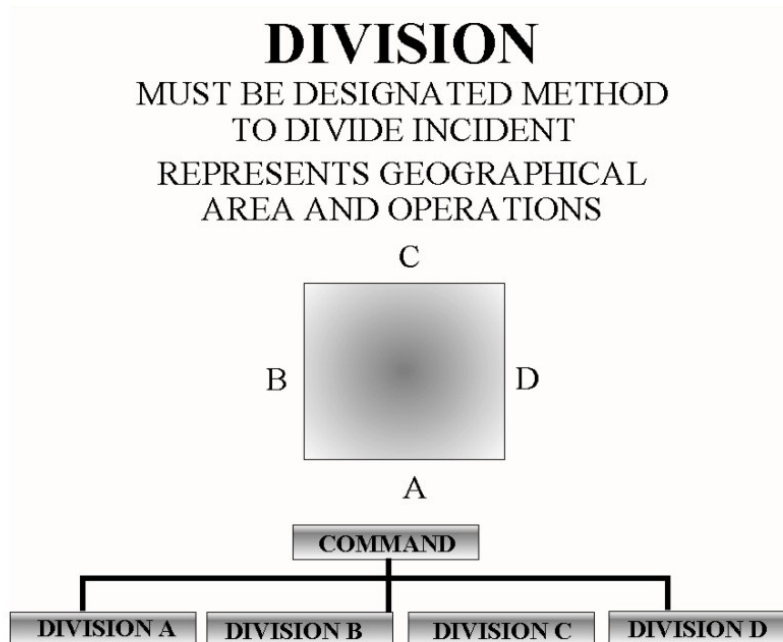 DIVISION
MUST BE DESIGNATED METHOD
TO DIVIDE INCIDENT
REPRESENTS GEOGRAPHICAL
AREA AND OPERATIONS
C
B D
A
COMMAND
DIVISION A DIVISION B DIVISION C DIVISION D